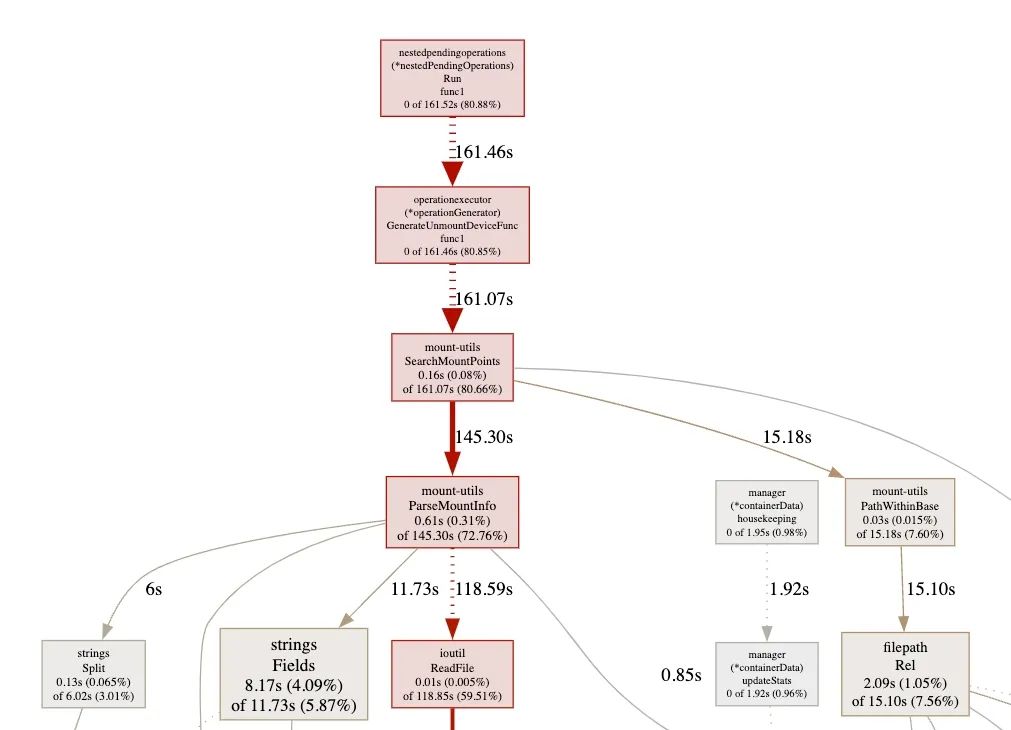 nestedpendingoperations
(*nestedPendingOperations)
Run
func1
0 of 161.52s (80.88%)
161.46s
operationexecutor
(*operationGenerator)
GenerateUnmountDeviceFunc
func1
0 of 161.46s (80.85%)
161.07s
mount-utils
SearchMountPoints
0.16s (0.08%)
of 161.07s (80.66%)
145.30s
15.18s
mount-utils
ParseMountInfo
0.61s (0.31%)
of 145.30s (72.76%)
manager
(*containerData)
housekeeping
0 of 1.95s (0.98%)
mount-utils
PathWithinBase
0.03s (0.015%)
of 15.18s (7.60%)
6s
11.73s
118.59s
1.92s
15.10s
strings
Split
0.13s (0.065%)
of 6.02s (3.01%)
strings
Fields
8.17s (4.09%)
of 11.73s (5.87%)
ioutil
ReadFile
0.01s (0.005%)
of 118.85s (59.51%)
0.85s
manager
(*containerData)
updateStats
0 of 1.92s (0.96%)
filepath
Rel
2.09s (1.05%)
of 15.10s (7.56%)